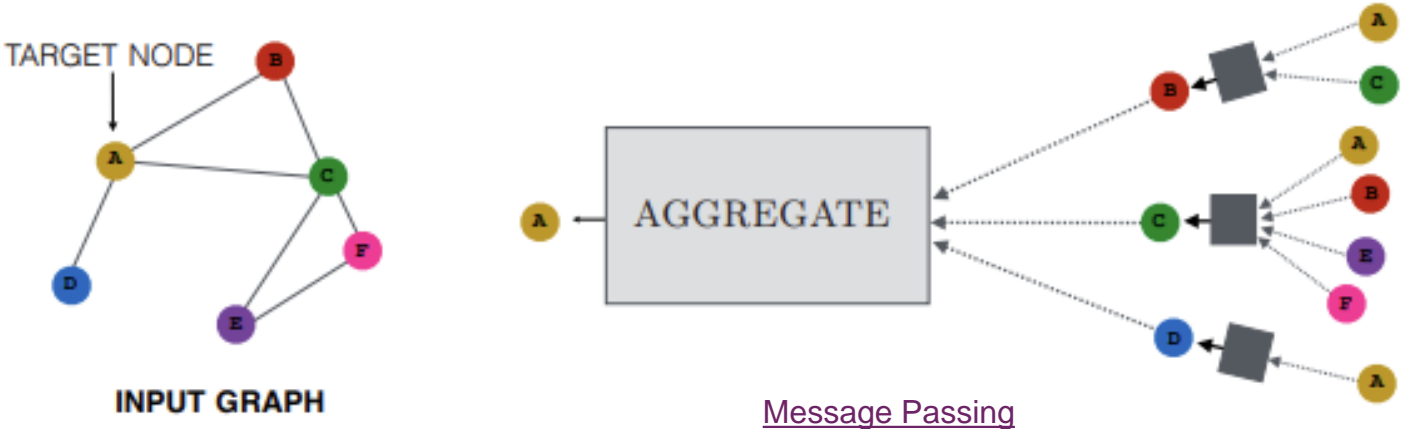 TARGET NODE
B
A
C
F
D
E
INPUT GRAPH
A
AGGREGATE
B
C
D
A
C
A
B
E
F
A
Message Passing